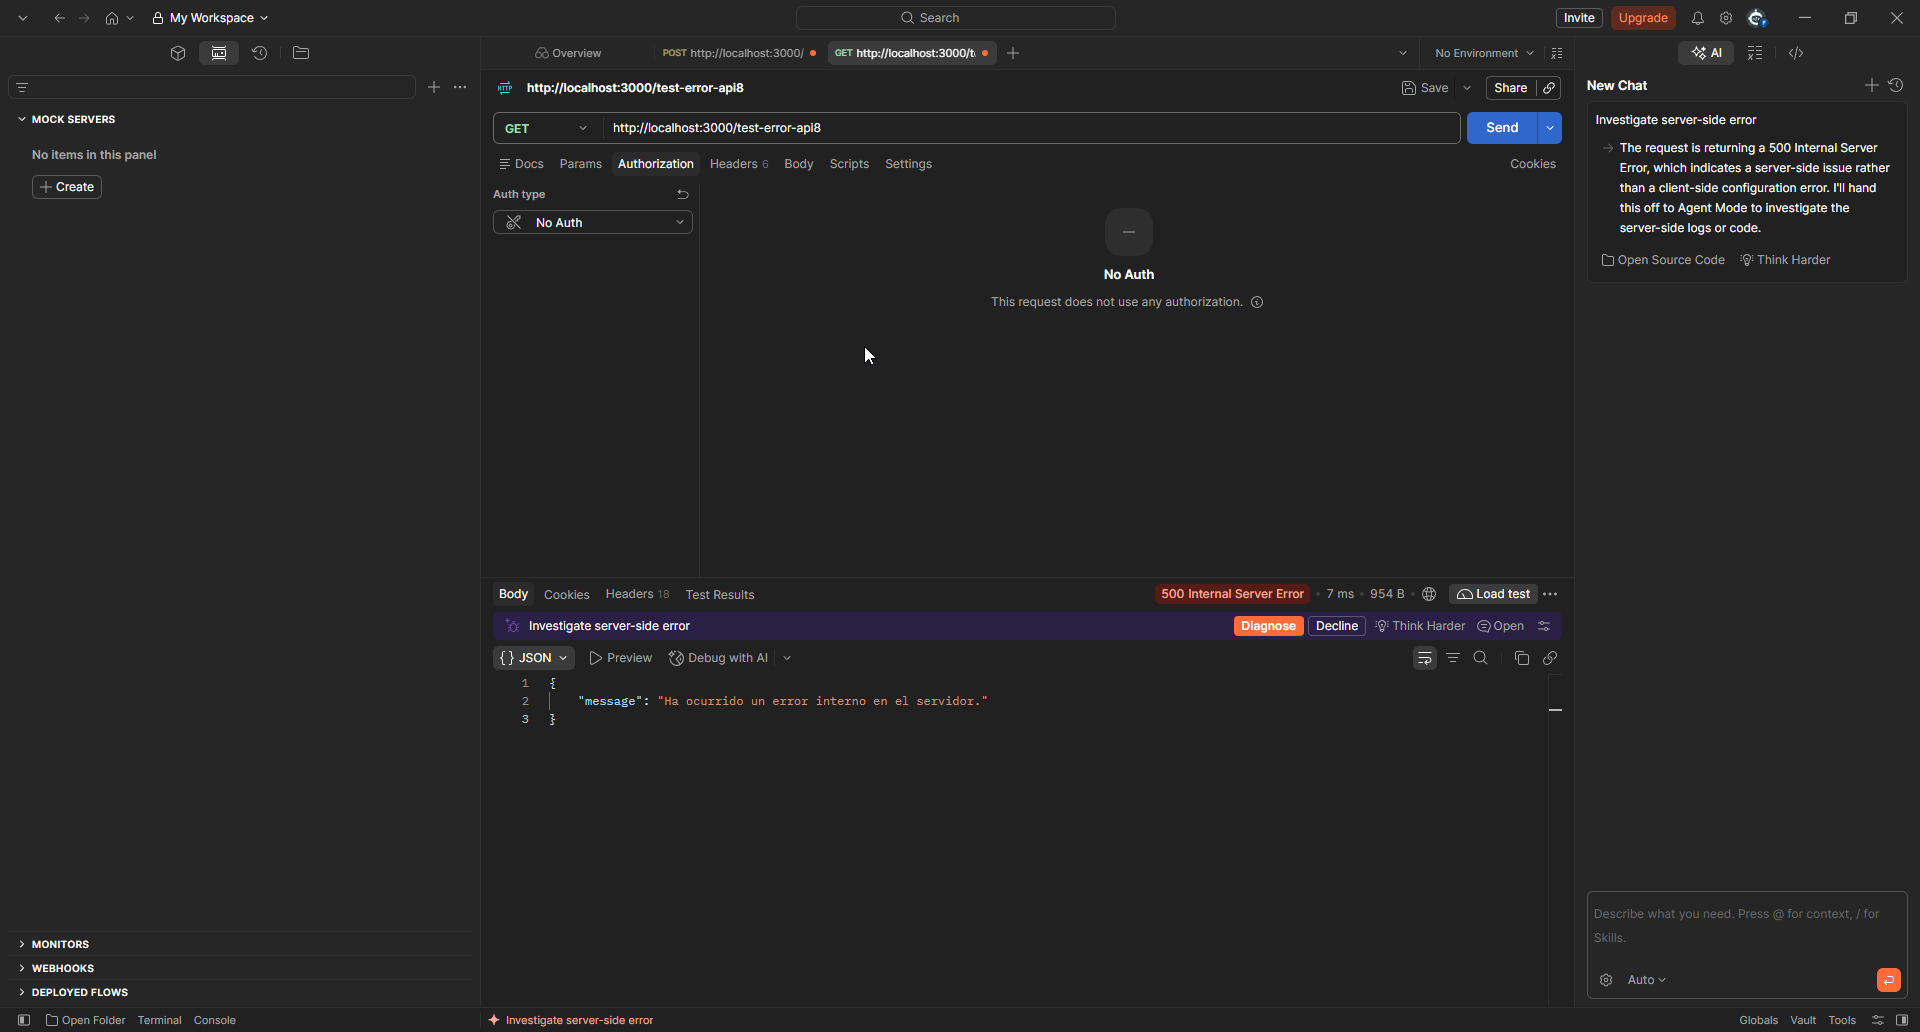 My Workspace
Search
Invite
Upgrade
Overview
POST http://localhost:3000/
GET http://localhost:3000/t
No Environment
AI
HTTP http://localhost:3000/test-error-api8
Save
Share
New Chat
MOCK SERVERS
No items in this panel
Create
GET http://localhost:3000/test-error-api8
Send
Docs Params Authorization Headers 6 Body Scripts Settings
Cookies
Auth type
No Auth
No Auth
This request does not use any authorization.
Investigate server-side error
The request is returning a 500 Internal Server
Error, which indicates a server-side issue rather
than a client-side configuration error. I'll hand
this off to Agent Mode to investigate the
server-side logs or code.
Open Source Code Think Harder
Body Cookies Headers 18 Test Results
500 Internal Server Error 7 ms 954 B Load test
Investigate server-side error
Diagnose Decline Think Harder Open
{} JSON Preview Debug with AI
1 {
2 "message": "Ha ocurrido un error interno en el servidor."
3 }
MONITORS
WEBHOOKS
DEPLOYED FLOWS
Describe what you need. Press @ for context, / for
Skills.
Auto
Open Folder Terminal Console
Investigate server-side error
Globals Vault Tools